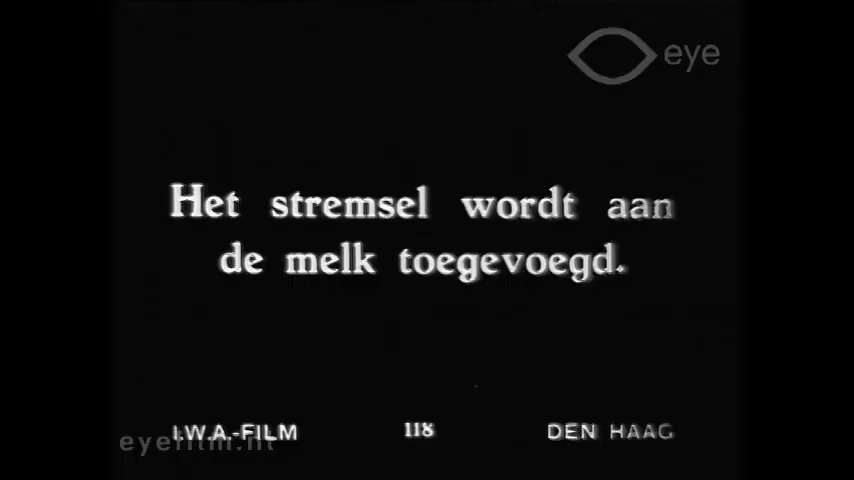 eye
Het stremsel wordt aan
de melk toegevoegd.
I.W.A.-FILM 118 DEN HAAG
eyefilm.nl